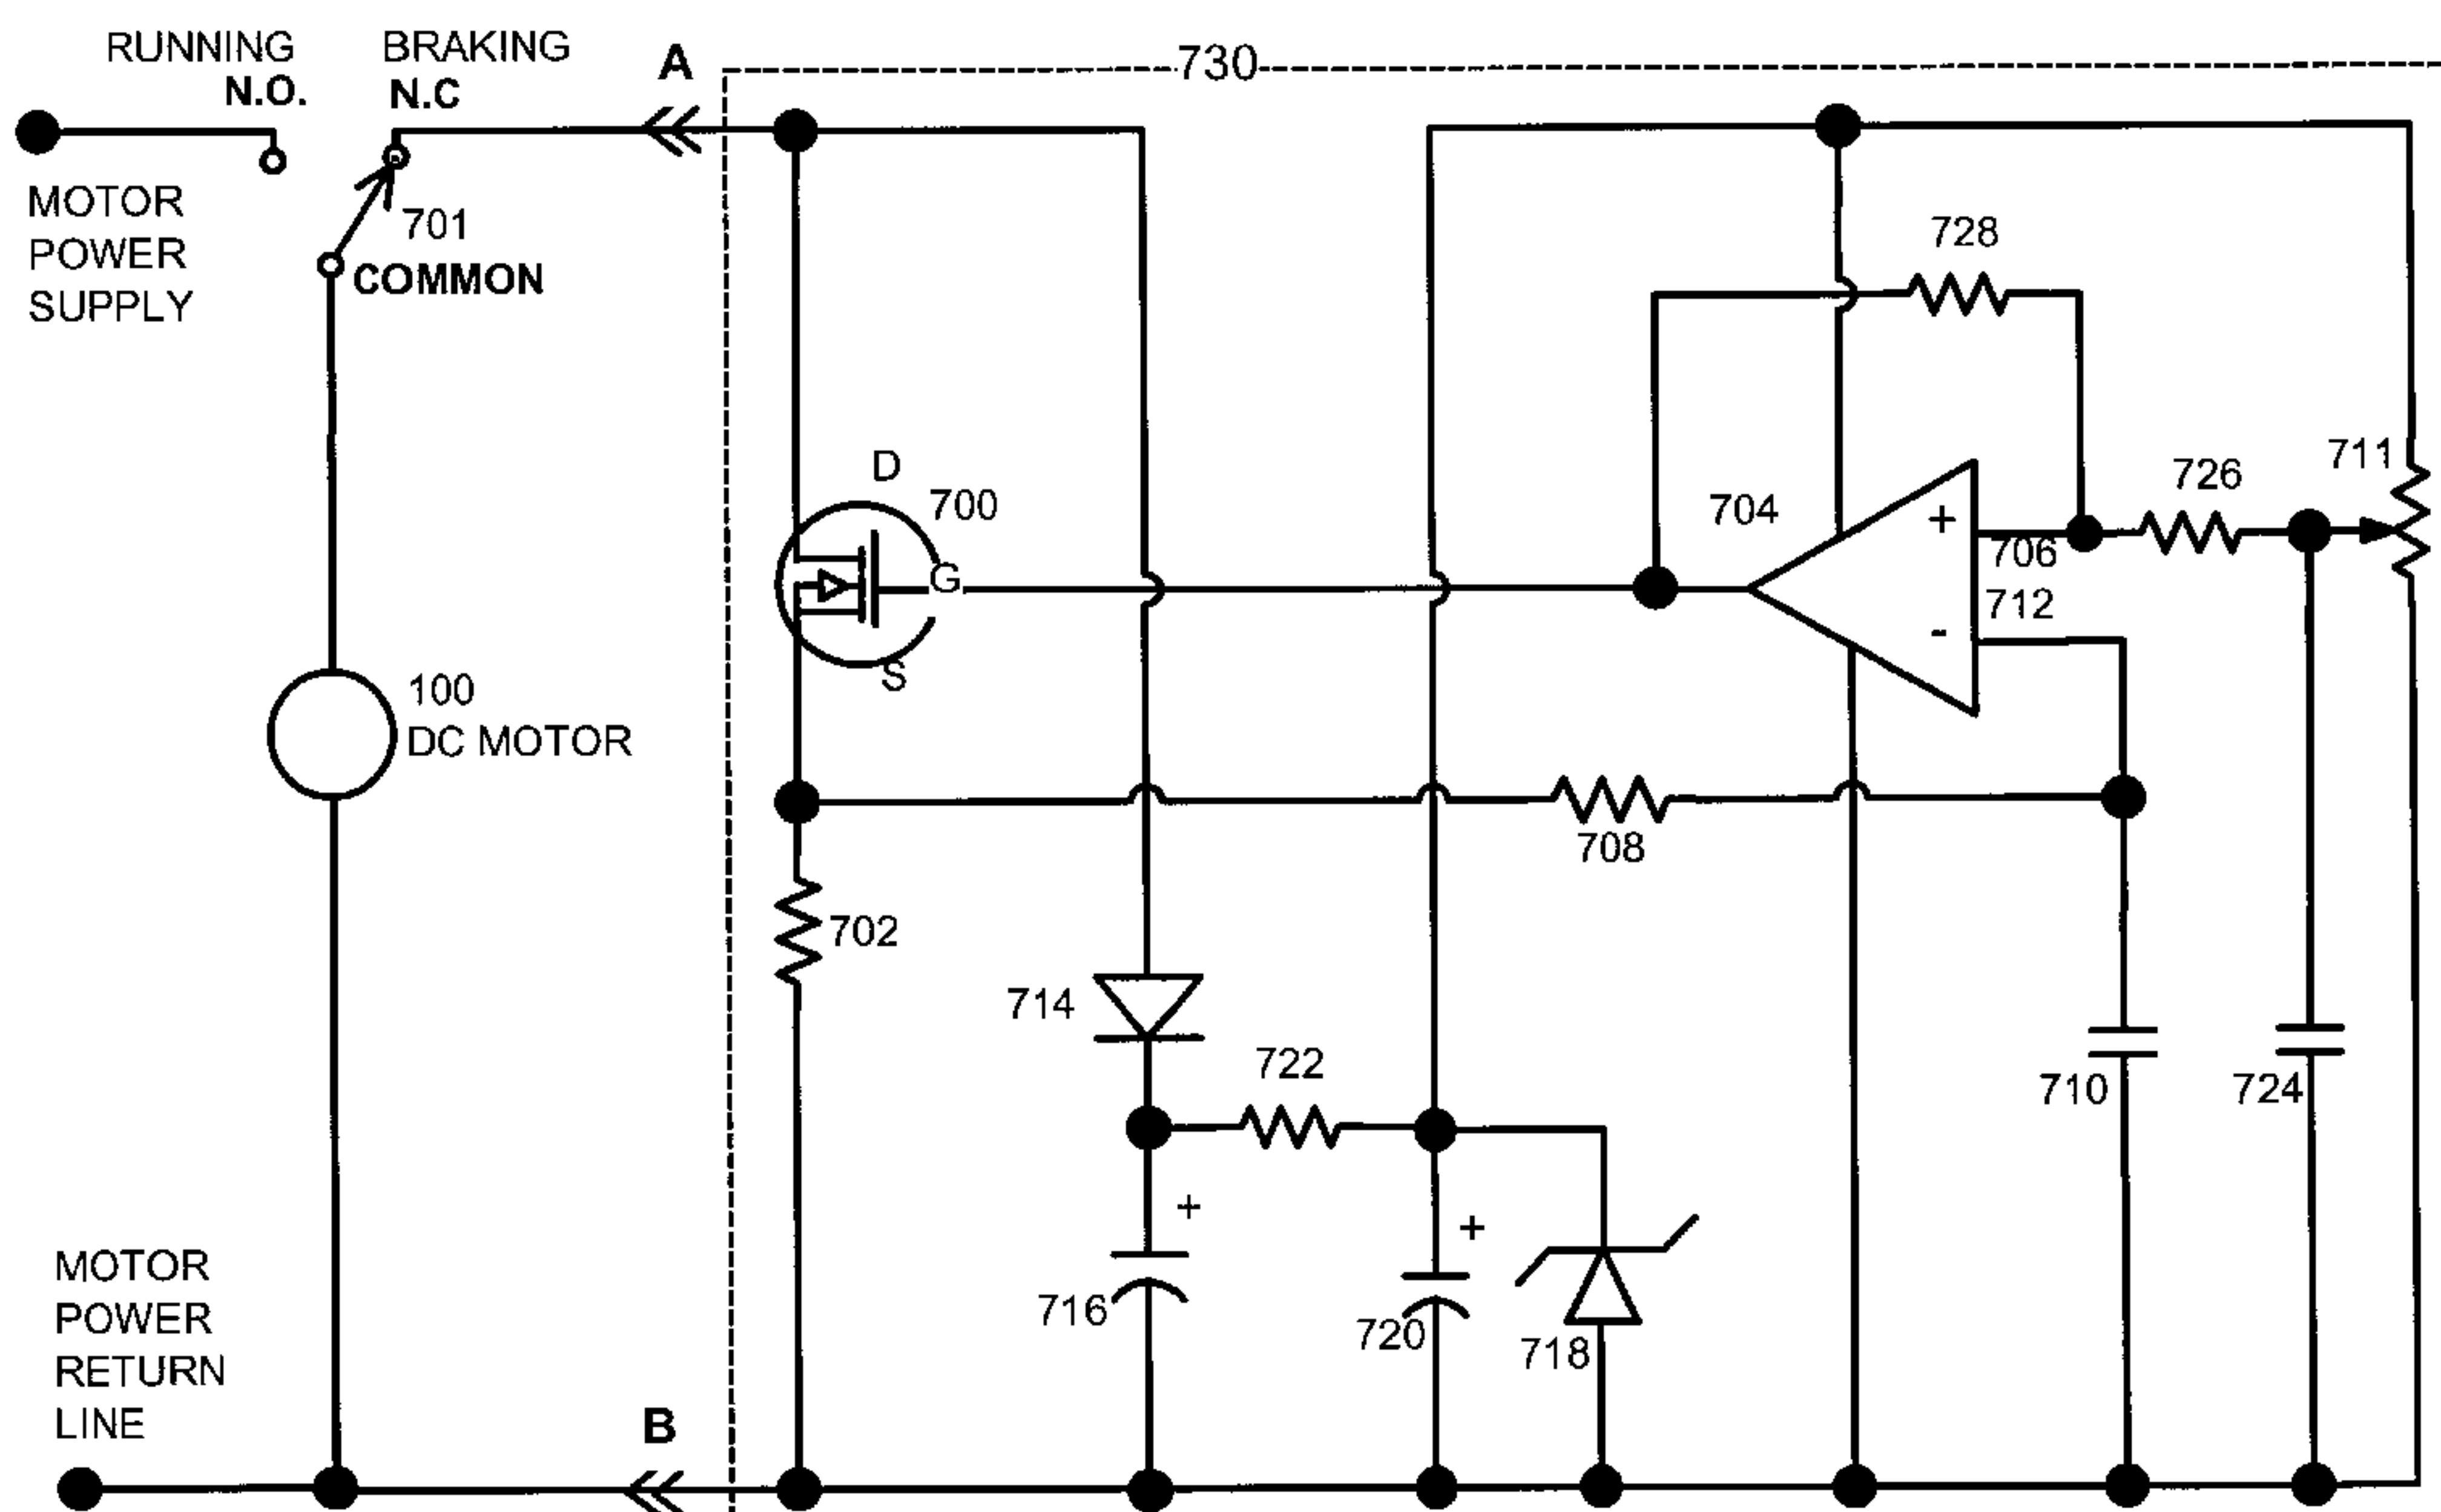 RUNNING
N.O.
BRAKING
N.C
A
730
MOTOR
POWER
SUPPLY
701
COMMON
728
D
700
G
S
704
+
706
712
-
726
711
100
DC MOTOR
708
702
714
722
710
724
+
716
+
720
718
MOTOR
POWER
RETURN
LINE
B